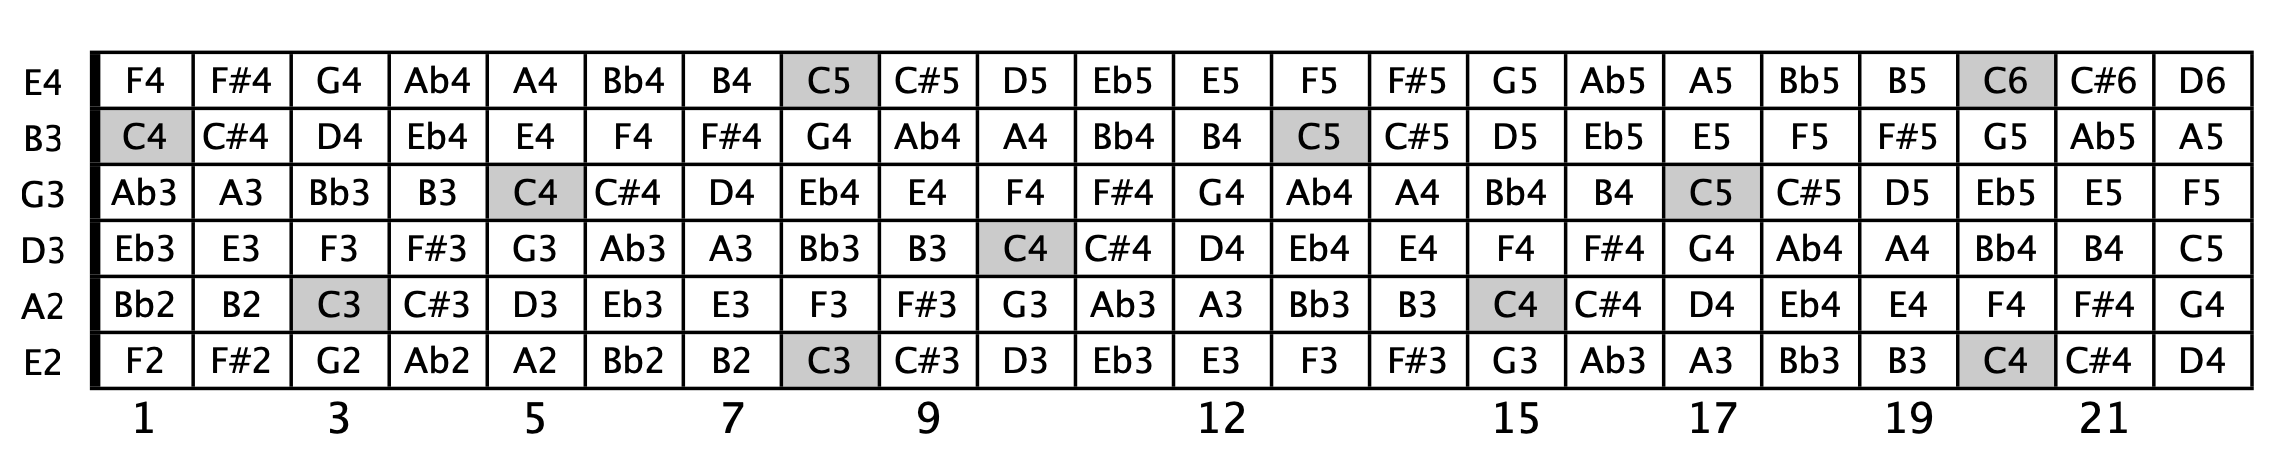 E4 F4 F#4 G4 Ab4 A4 Bb4 B4 C5 C#5 D5 Eb5 E5 F5 F#5 G5 Ab5 A5 Bb5 B5 C6 C#6 D6
B3 C4 C#4 D4 Eb4 E4 F4 F#4 G4 Ab4 A4 Bb4 B4 C5 C#5 D5 Eb5 E5 F5 F#5 G5 Ab5 A5
G3 Ab3 A3 Bb3 B3 C4 C#4 D4 Eb4 E4 F4 F#4 G4 Ab4 A4 Bb4 B4 C5 C#5 D5 Eb5 E5 F5
D3 Eb3 E3 F3 F#3 G3 Ab3 A3 Bb3 B3 C4 C#4 D4 Eb4 E4 F4 F#4 G4 Ab4 A4 Bb4 B4 C5
A2 Bb2 B2 C3 C#3 D3 Eb3 E3 F3 F#3 G3 Ab3 A3 Bb3 B3 C4 C#4 D4 Eb4 E4 F4 F#4 G4
E2 F2 F#2 G2 Ab2 A2 Bb2 B2 C3 C#3 D3 Eb3 E3 F3 F#3 G3 Ab3 A3 Bb3 B3 C4 C#4 D4
1 3 5 7 9 12 15 17 19 21